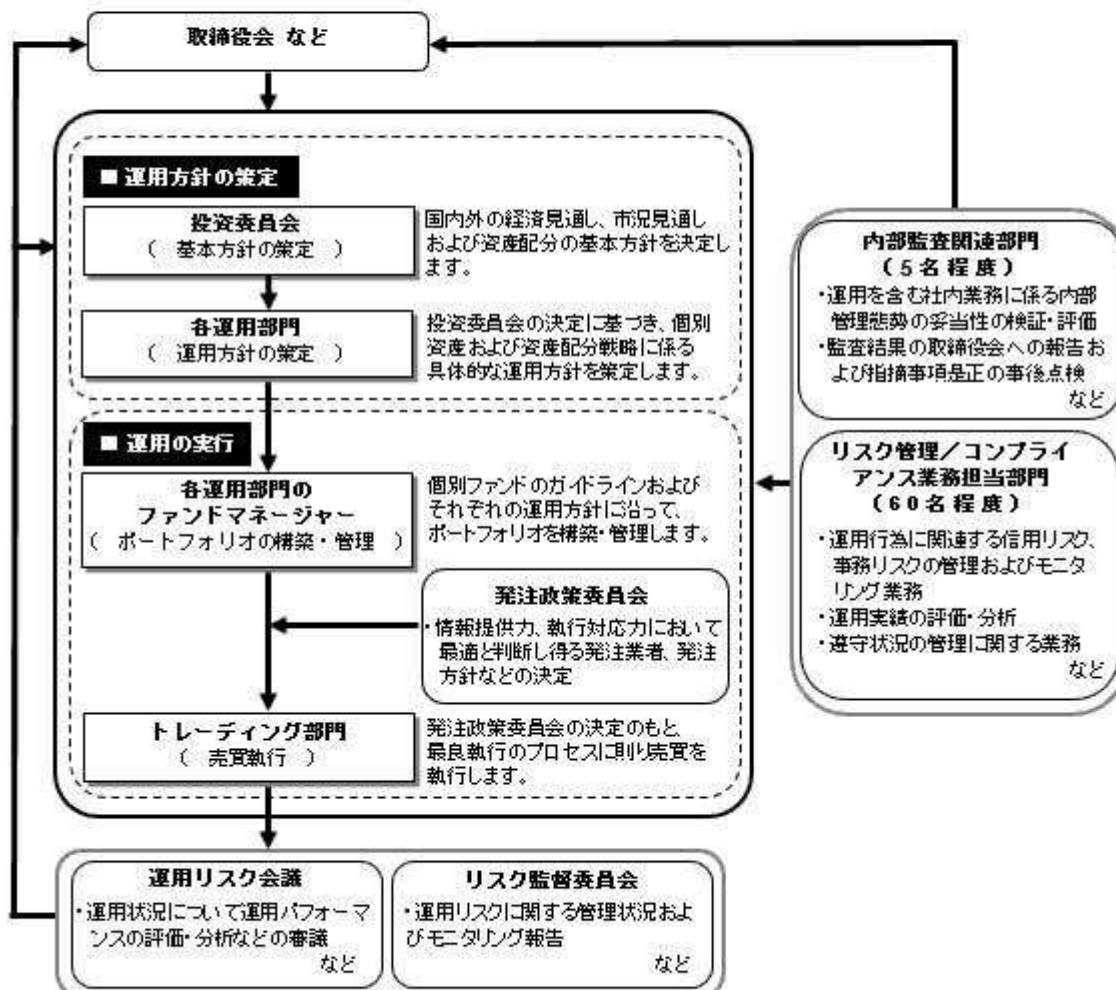 取締役会 など
■ 運用方針の策定
投資委員会
( 基本方針の策定 )
国内外の経済見通し、市況見通し
および資産配分の基本方針を決定し
ます。
各運用部門
( 運用方針の策定 )
投資委員会の決定に基づき、個別
資産および資産配分戦略に係る
具体的な運用方針を策定します。
■ 運用の実行
各運用部門の
ファンドマネージャー
( ポートフォリオの構築・管理 )
個別ファンドのガイドラインおよび
それぞれの運用方針に沿って、
ポートフォリオを構築・管理します。
発注政策委員会
・情報提供力、執行対応力において
最適と判断し得る発注業者、発注
方針などの決定
トレーディング部門
( 売買執行 )
発注政策委員会の決定のもと、
最良執行のプロセスに則り売買を
執行します。
内部監査関連部門
(5名程度)
・運用を含む社内業務に係る内部
管理態勢の妥当性の検証・評価
・監査結果の取締役会への報告お
よび指摘事項是正の事後点検
など
リスク管理/コンプライ
アンス業務担当部門
(60名程度)
・運用行為に関連する信用リスク、
事務リスクの管理およびモニタ
リング業務
・運用実績の評価・分析
・遵守状況の管理に関する業務
など
運用リスク会議
・運用状況について運用パフォーマ
ンスの評価・分析などの審議
など
リスク監督委員会
・運用リスクに関する管理状況およ
びモニタリング報告
など